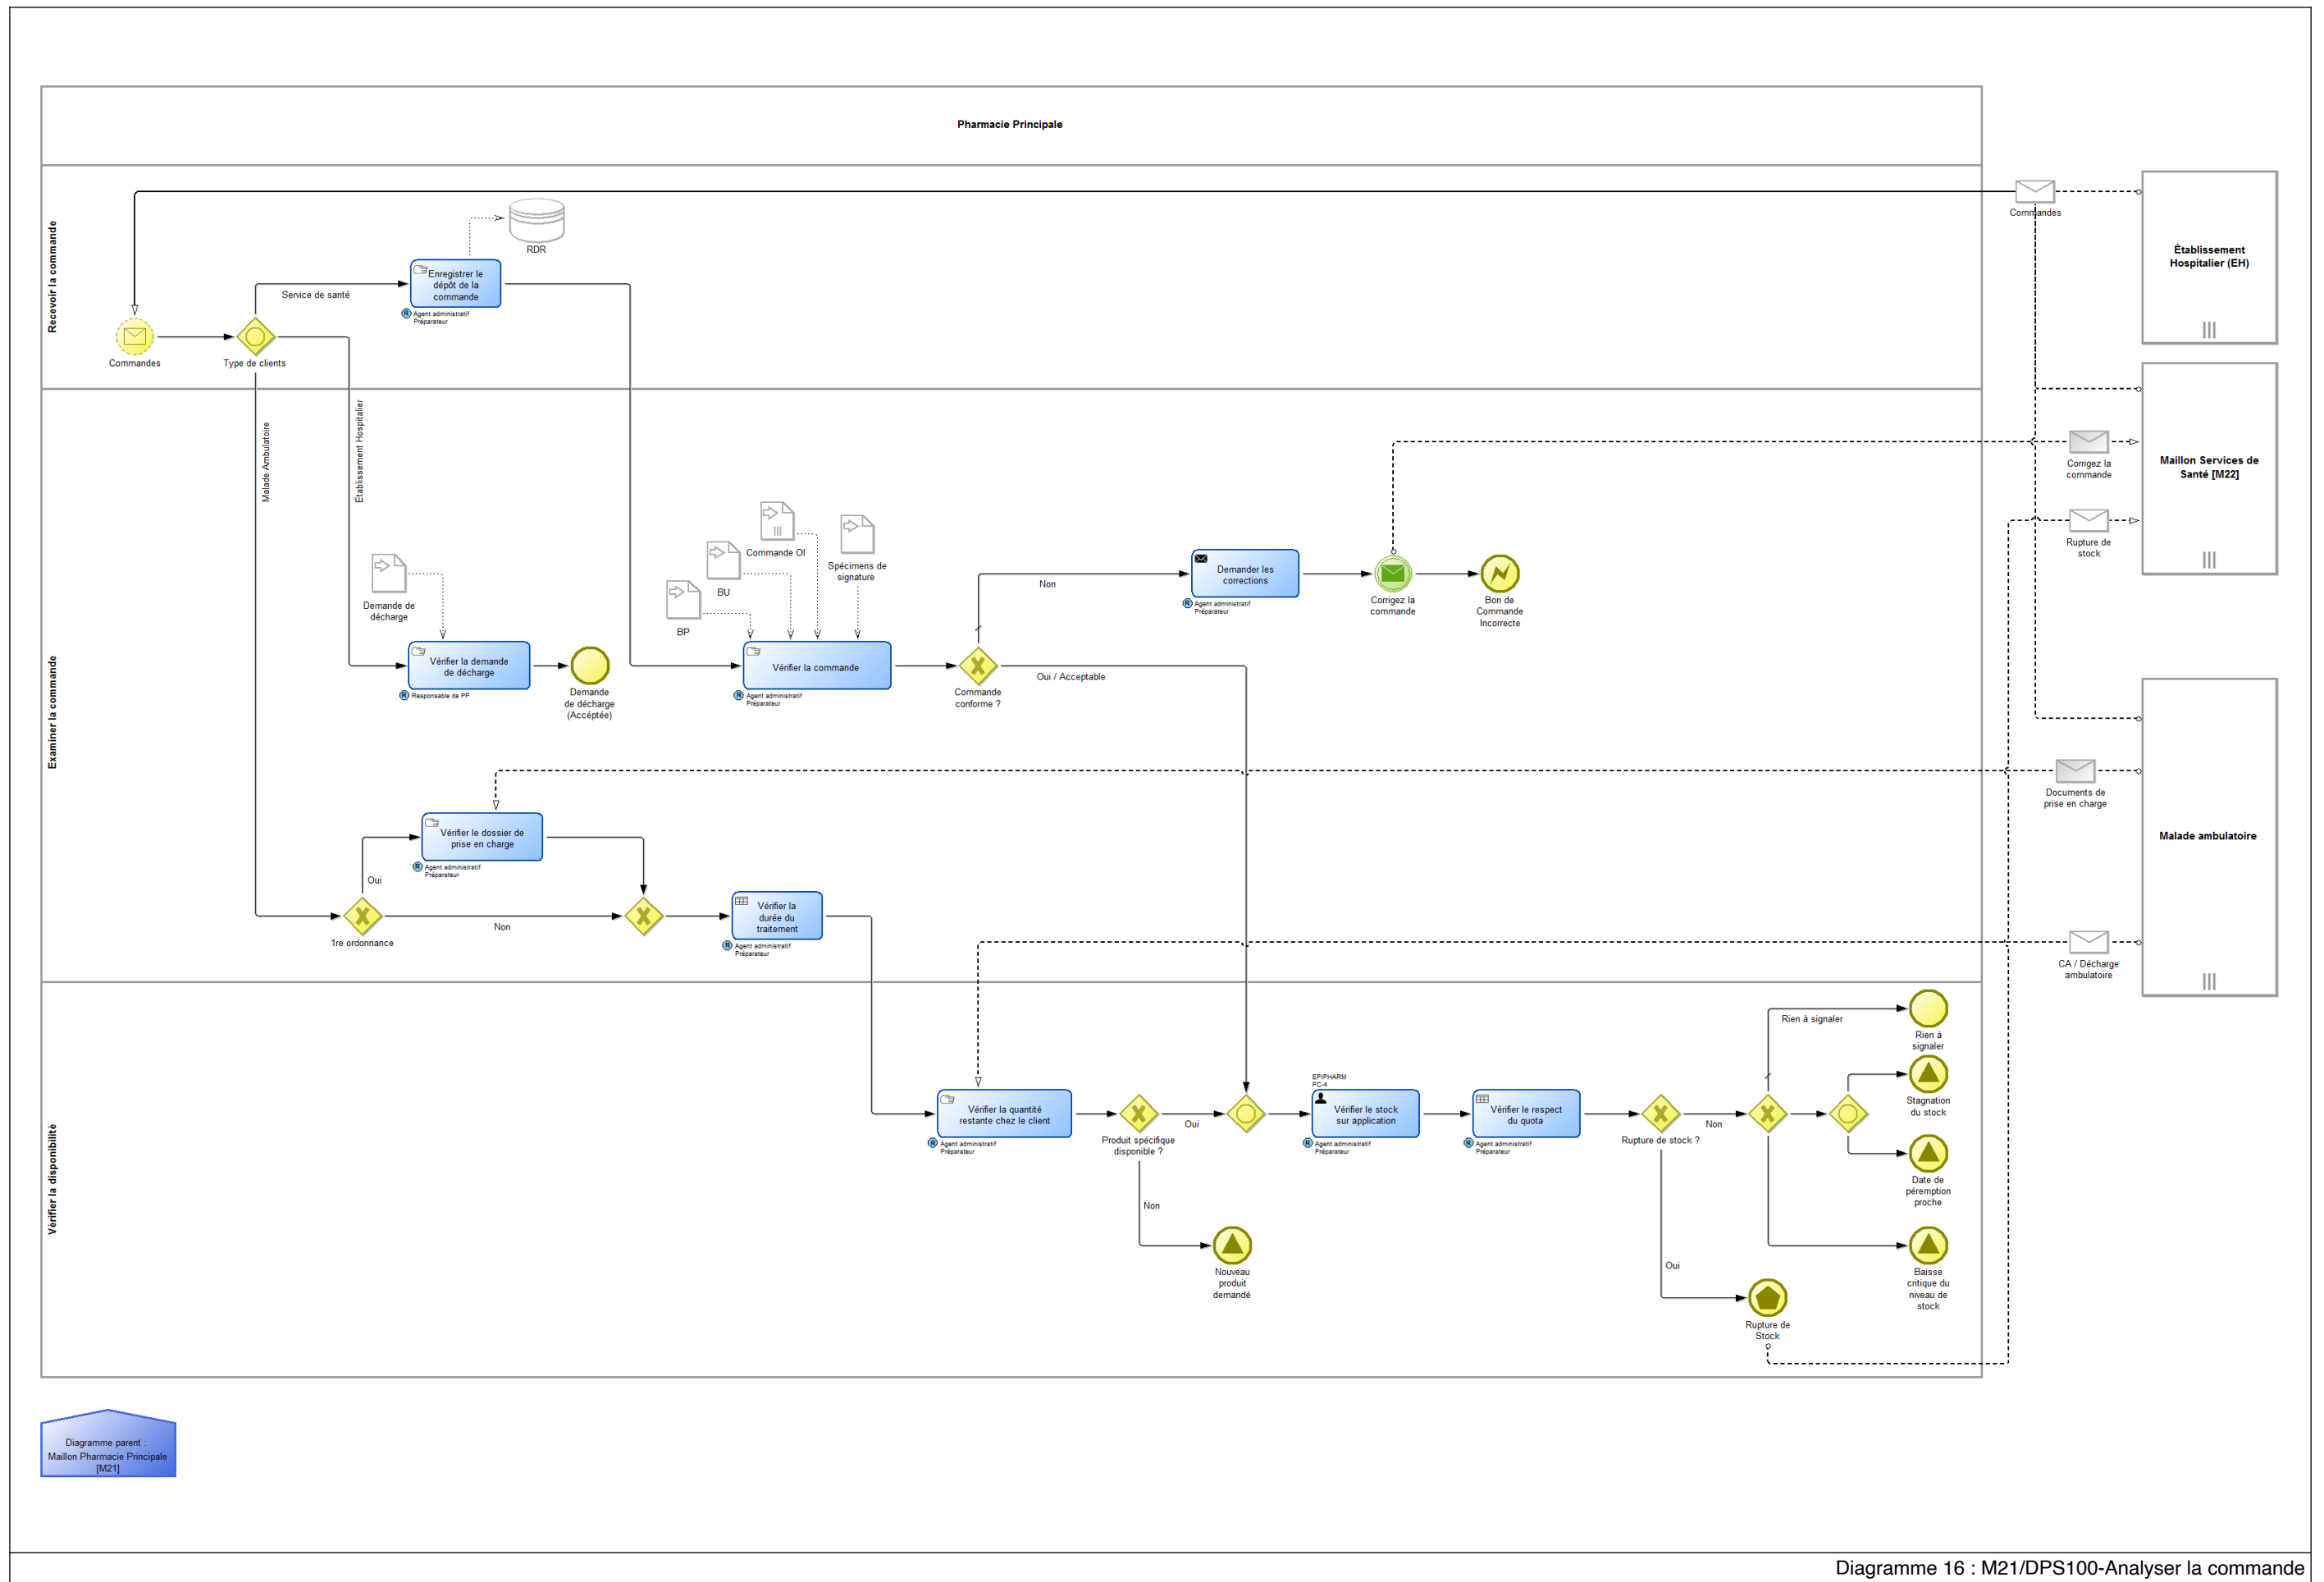 Pharmacie Principale
Recevoir la commande
Commandes
Type de clients
Service de santé
Enregistrer le
dépôt de la
commande
R Agent administratif
Préparateur
RDR
Commandes
Établissement
Hospitalier (EH)
Examiner la commande
Malade Ambulatoire
Établissement Hospitalier
Demande de
décharge
Vérifier la demande
de décharge
R Responsable de PP
Demande
de décharge
(Accéptée)
BP
BU
Commande OI
Spécimens de
signature
Vérifier la commande
R Agent administratif
Préparateur
Commande
conforme ?
Non
Oui / Acceptable
Demander les
corrections
R Agent administratif
Préparateur
Corrigez la
commande
Bon de
Commande
Incorrecte
Corrigez la
commande
Rupture de
stock
Maillon Services de
Santé [M22]
1re ordonnance
Oui
Non
Vérifier le dossier de
prise en charge
R Agent administratif
Préparateur
Vérifier la
durée du
traitement
R Agent administratif
Préparateur
Documents de
prise en charge
CA / Décharge
ambulatoire
Malade ambulatoire
Vérifier la disponibilité
Vérifier la quantité
restante chez le client
R Agent administratif
Préparateur
Produit spécifique
disponible ?
Oui
Non
Nouveau
produit
demandé
EPIPHARM
PC-4
Vérifier le stock
sur application
R Agent administratif
Préparateur
Vérifier le respect
du quota
R Agent administratif
Préparateur
Rupture de stock ?
Non
Oui
Rupture de
Stock
Rien à signaler
Rien à
signaler
Stagnation
du stock
Date de
péremption
proche
Baisse
critique du
niveau de
stock
Diagramme parent :
Maillon Pharmacie Principale
[M21]
Diagramme 16 : M21/DPS100-Analyser la commande